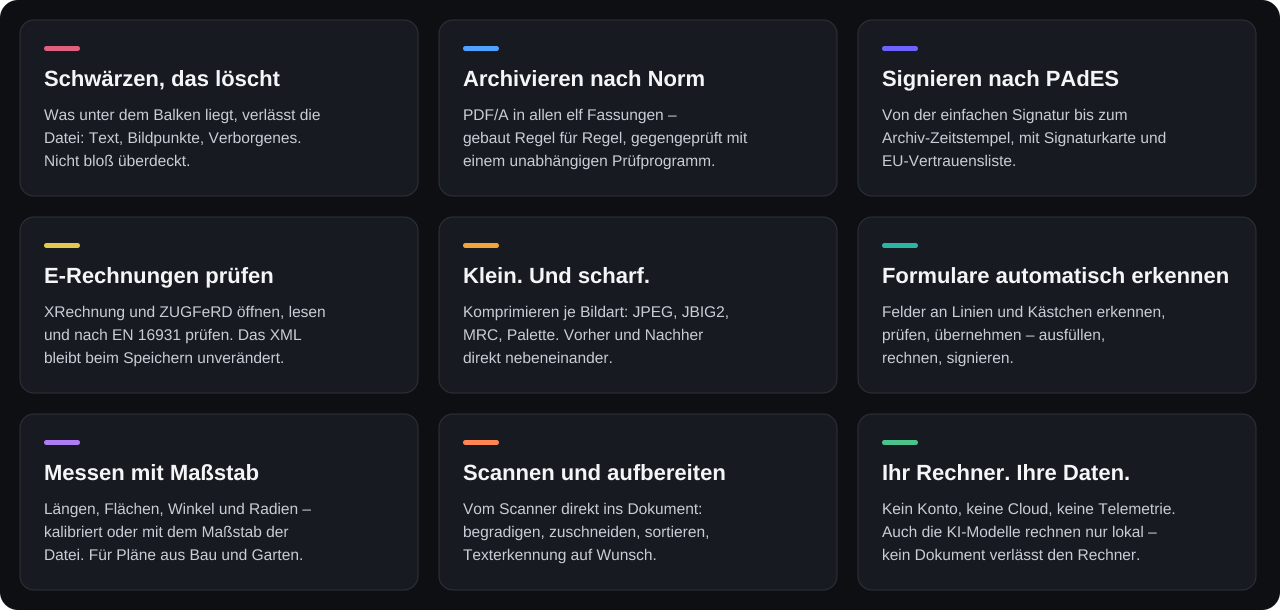 Schwärzen, das löscht
Was unter dem Balken liegt, verlässt die
Datei: Text, Bildpunkte, Verborgenes.
Nicht bloß überdeckt.
Archivieren nach Norm
PDF/A in allen elf Fassungen –
gebaut Regel für Regel, gegengeprüft mit
einem unabhängigen Prüfprogramm.
Signieren nach PAdES
Von der einfachen Signatur bis zum
Archiv-Zeitstempel, mit Signaturkarte und
EU-Vertrauensliste.
E-Rechnungen prüfen
XRechnung und ZUGFeRD öffnen, lesen
und nach EN 16931 prüfen. Das XML
bleibt beim Speichern unverändert.
Klein. Und scharf.
Komprimieren je Bildart: JPEG, JBIG2,
MRC, Palette. Vorher und Nachher
direkt nebeneinander.
Formulare automatisch erkennen
Felder an Linien und Kästchen erkennen,
prüfen, übernehmen – ausfüllen,
rechnen, signieren.
Messen mit Maßstab
Längen, Flächen, Winkel und Radien –
kalibriert oder mit dem Maßstab der
Datei. Für Pläne aus Bau und Garten.
Scannen und aufbereiten
Vom Scanner direkt ins Dokument:
begradigen, zuschneiden, sortieren,
Texterkennung auf Wunsch.
Ihr Rechner. Ihre Daten.
Kein Konto, keine Cloud, keine Telemetrie.
Auch die KI-Modelle rechnen nur lokal –
kein Dokument verlässt den Rechner.